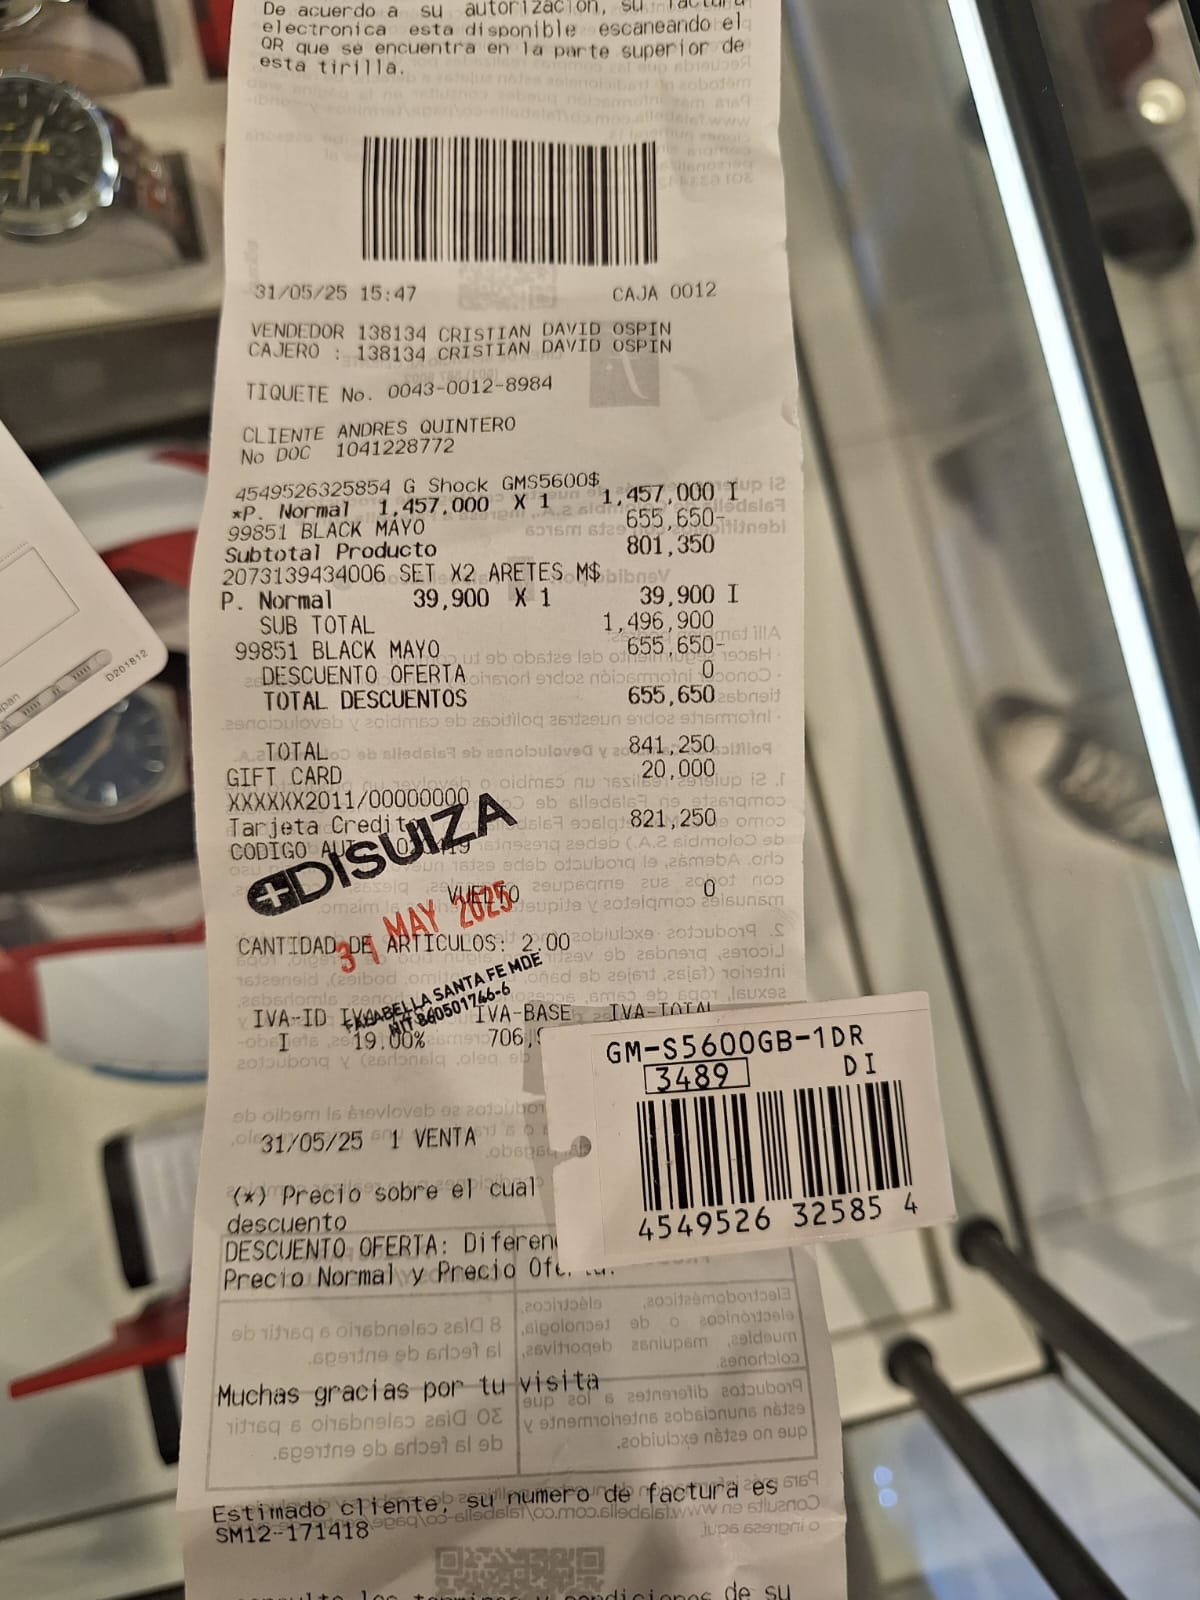 De acuerdo a su autorizacion, su factura
electronica esta disponible escaneando el
QR que se encuentra en la parte superior de
esta tirilla.
31/05/25 15:47 CAJA 0012
VENDEDOR 138134 CRISTIAN DAVID OSPIN
CAJERO : 138134 CRISTIAN DAVID OSPIN
TIQUETE No. 0043-0012-8984
CLIENTE ANDRES QUINTERO
No DOC 1041228772
4549526325854 G Shock GMS5600$
*P. Normal 1,457,000 X 1 1,457,000 I
99851 BLACK MAYO 655,650-
Subtotal Producto 801,350
2073139434006 SET X2 ARETES M$
P. Normal 39,900 X 1 39,900 I
SUB TOTAL 1,496,900
99851 BLACK MAYO 655,650-
DESCUENTO OFERTA 0
TOTAL DESCUENTOS 655,650
TOTAL 841,250
GIFT CARD 20,000
XXXXXX2011/00000000
Tarjeta Credito 821,250
CODIGO
DISUIZA
VUELTO 0
31 MAY 2025
CANTIDAD DE ARTICULOS: 2.00
FALABELLA SANTA FE MDE
NIT 860501746-6
IVA-ID IVA-BASE IVA-TOTAL
I 19.00% 706,
GM-S5600GB-1DR
3489 DI
4549526 32585 4
31/05/25 1 VENTA
(*) Precio sobre el cual
descuento
DESCUENTO OFERTA:
Precio Normal y Precio
Muchas gracias por tu visita
Estimado cliente, su numero de factura es
SM12-171418
de su
D201812